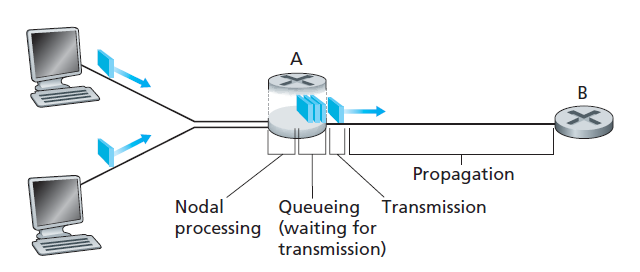 A
B
Propagation
Nodal
processing
Queueing
(waiting for
transmission)
Transmission